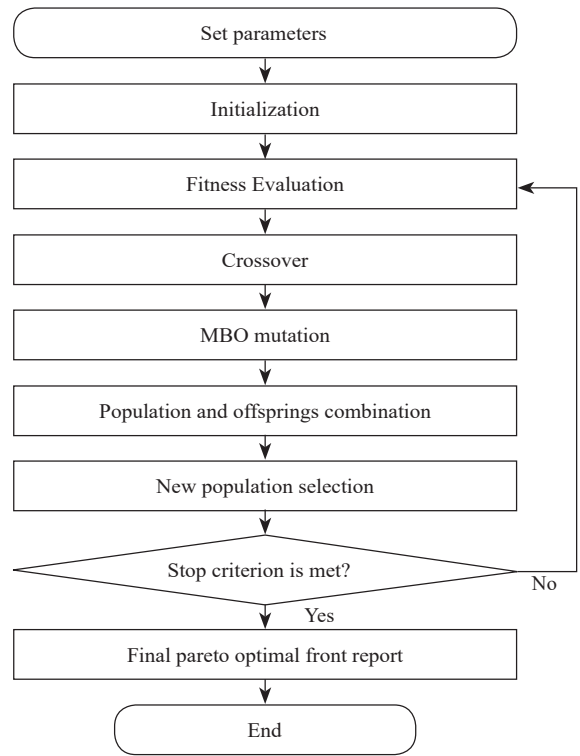 Set parameters
Initialization
Fitness Evaluation
Crossover
MBO mutation
Population and offsprings combination
New population selection
Stop criterion is met?
No
Yes
Final pareto optimal front report
End